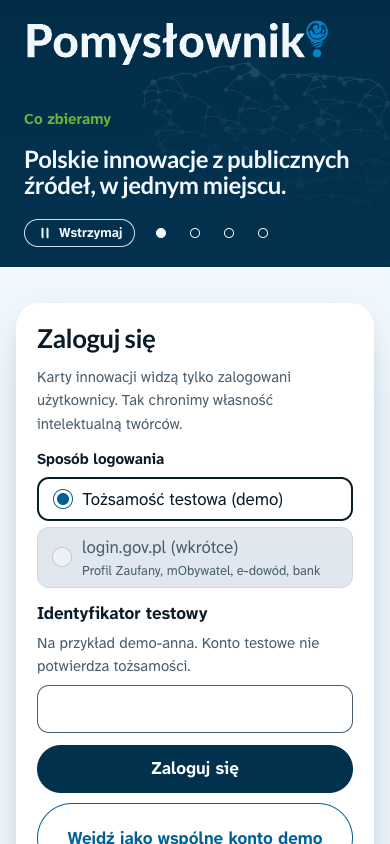 Pomysłownik
Co zbieramy
Polskie innowacje z publicznych
źródeł, w jednym miejscu.
Wstrzymaj
Zaloguj się
Karty innowacji widzą tylko zalogowani
użytkownicy. Tak chronimy własność
intelektualną twórców.
Sposób logowania
Tożsamość testowa (demo)
login.gov.pl (wkrótce)
Profil Zaufany, mObywatel, e-dowód, bank
Identyfikator testowy
Na przykład demo-anna. Konto testowe nie
potwierdza tożsamości.
Zaloguj się
Wejdź jako wspólne konto demo